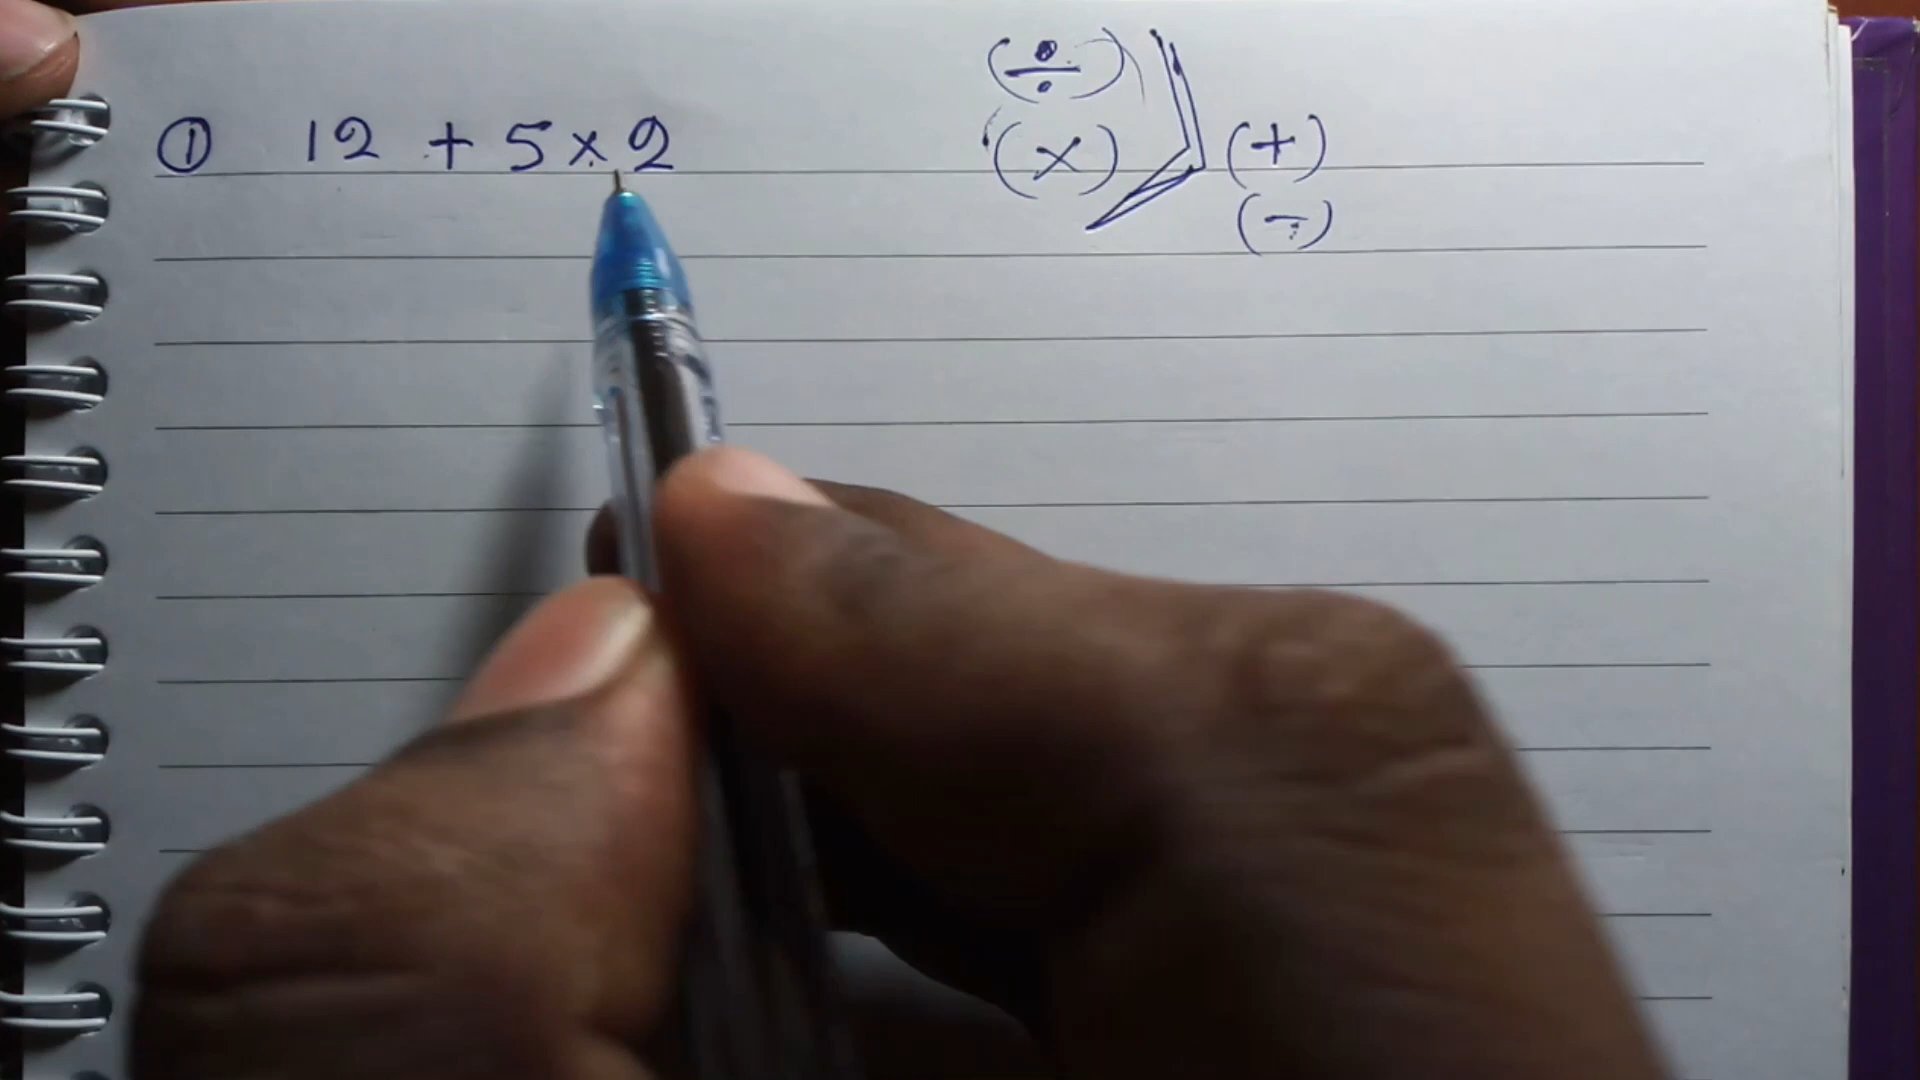 ① 12 + 5 × 2
(÷)
(×) > (+)
(-)